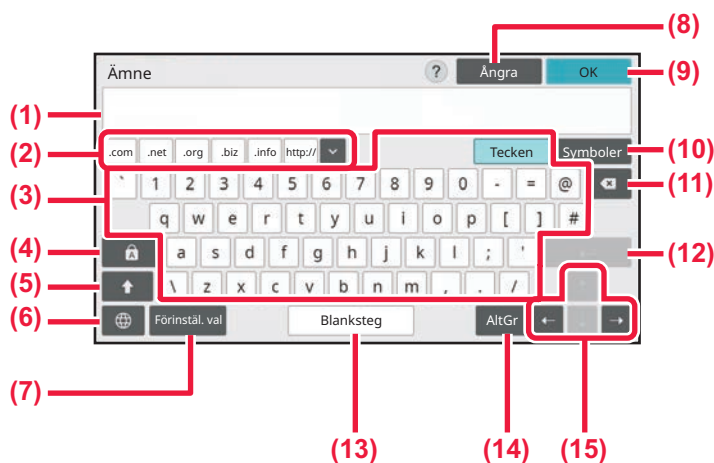 (8)
Ämne ? Ångra OK (9)
(1)
(2) .com .net .org .biz .info http:// Tecken Symboler (10)
(3) ` 1 2 3 4 5 6 7 8 9 0 - = @ (11)
q w e r t y u i o p [ ] #
(4) A a s d f g h j k l ; ' (12)
(5) \ z x c v b n m , . /
(6) Förinstäl. val Blanksteg AltGr ← →
(7)
(13) (14) (15)